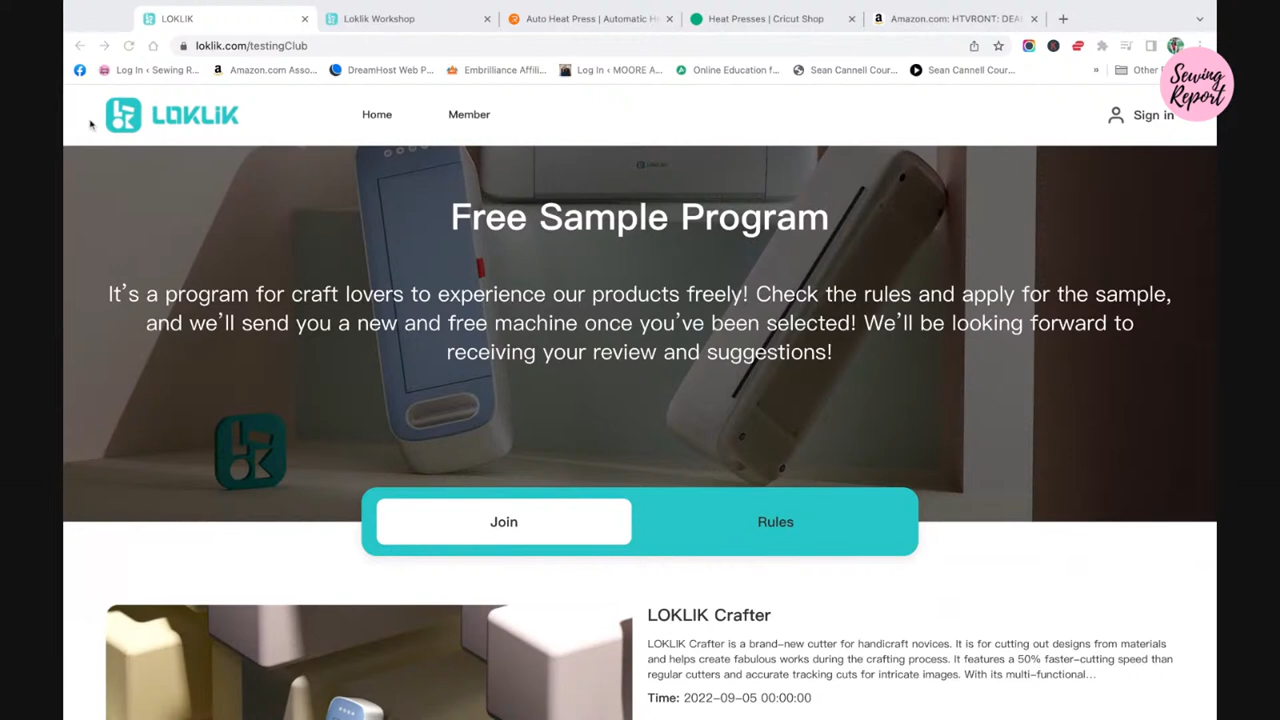 LOKLIK
Loklik Workshop
Auto Heat Press | Automatic He
Heat Presses | Cricut Shop
Amazon.com: HTVRONT: DEA
loklik.com/testingClub
Log In ‹ Sewing R...
Amazon.com Asso...
DreamHost Web P...
Embrilliance Affili...
Log In ‹ MOORE A...
Online Education f...
Sean Cannell Cour...
Sean Cannell Cour...
»
Other
Sewing
Report
LOKLIK
Home
Member
Sign in
Free Sample Program
It's a program for craft lovers to experience our products freely! Check the rules and apply for the sample,
and we'll send you a new and free machine once you've been selected! We'll be looking forward to
receiving your review and suggestions!
Join
Rules
LOKLIK Crafter
LOKLIK Crafter is a brand-new cutter for handicraft novices. It is for cutting out designs from materials
and helps create fabulous works during the crafting process. It features a 50% faster-cutting speed than
regular cutters and accurate tracking cuts for intricate images. With its multi-functional...
Time: 2022-09-05 00:00:00